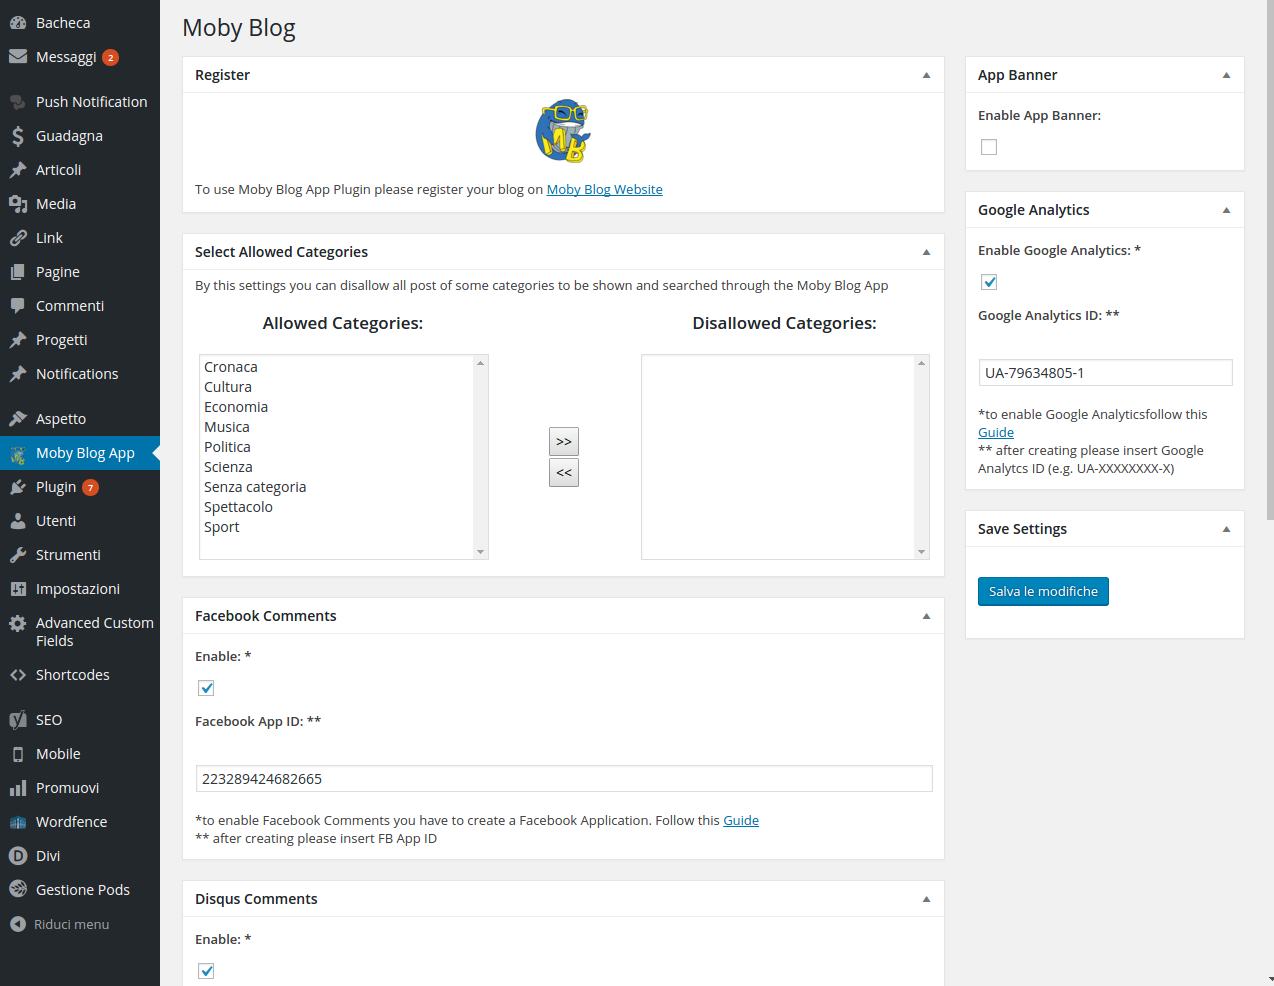 Bacheca
Messaggi 2
Push Notification
Guadagna
Articoli
Media
Link
Pagine
Commenti
Progetti
Notifications
Aspetto
Moby Blog App
Plugin 7
Utenti
Strumenti
Impostazioni
Advanced Custom
Fields
Shortcodes
SEO
Mobile
Promuovi
Wordfence
Divi
Gestione Pods
Riduci menu
Moby Blog
Register
MB
To use Moby Blog App Plugin please register your blog on Moby Blog Website
Select Allowed Categories
By this settings you can disallow all post of some categories to be shown and searched through the Moby Blog App
Allowed Categories:
Cronaca
Cultura
Economia
Musica
Politica
Scienza
Senza categoria
Spettacolo
Sport
>>
<<
Disallowed Categories:
Facebook Comments
Enable: *
Facebook App ID: **
223289424682665
*to enable Facebook Comments you have to create a Facebook Application. Follow this Guide
** after creating please insert FB App ID
Disqus Comments
Enable: *
App Banner
Enable App Banner:
Google Analytics
Enable Google Analytics: *
Google Analytics ID: **
UA-79634805-1
*to enable Google Analyticsfollow this
Guide
** after creating please insert Google
Analytcs ID (e.g. UA-XXXXXXXX-X)
Save Settings
Salva le modifiche